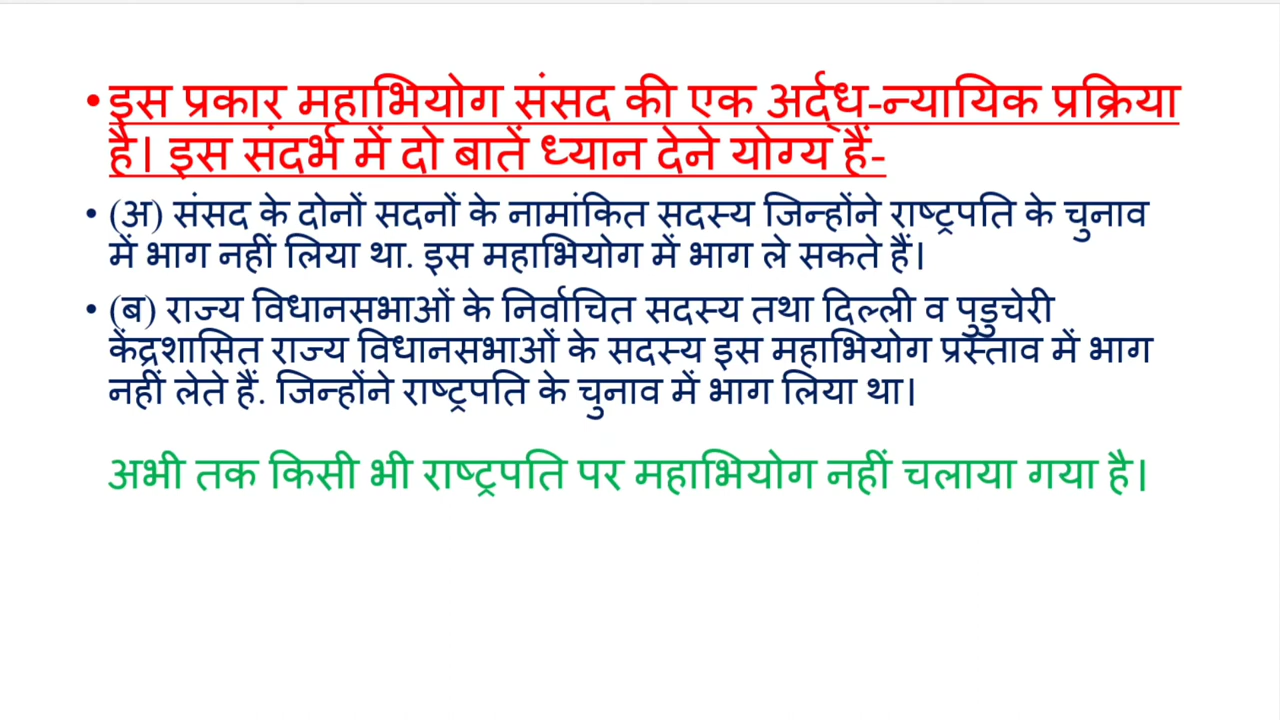 • इस प्रकार महाभियोग संसद की एक अर्द्ध-न्यायिक प्रक्रिया
है। इस संदर्भ में दो बातें ध्यान देने योग्य हैं-
• (अ) संसद के दोनों सदनों के नामांकित सदस्य जिन्होंने राष्ट्रपति के चुनाव
में भाग नहीं लिया था. इस महाभियोग में भाग ले सकते हैं।
• (ब) राज्य विधानसभाओं के निर्वाचित सदस्य तथा दिल्ली व पुडुचेरी
केंद्रशासित राज्य विधानसभाओं के सदस्य इस महाभियोग प्रस्ताव में भाग
नहीं लेते हैं. जिन्होंने राष्ट्रपति के चुनाव में भाग लिया था।
अभी तक किसी भी राष्ट्रपति पर महाभियोग नहीं चलाया गया है।